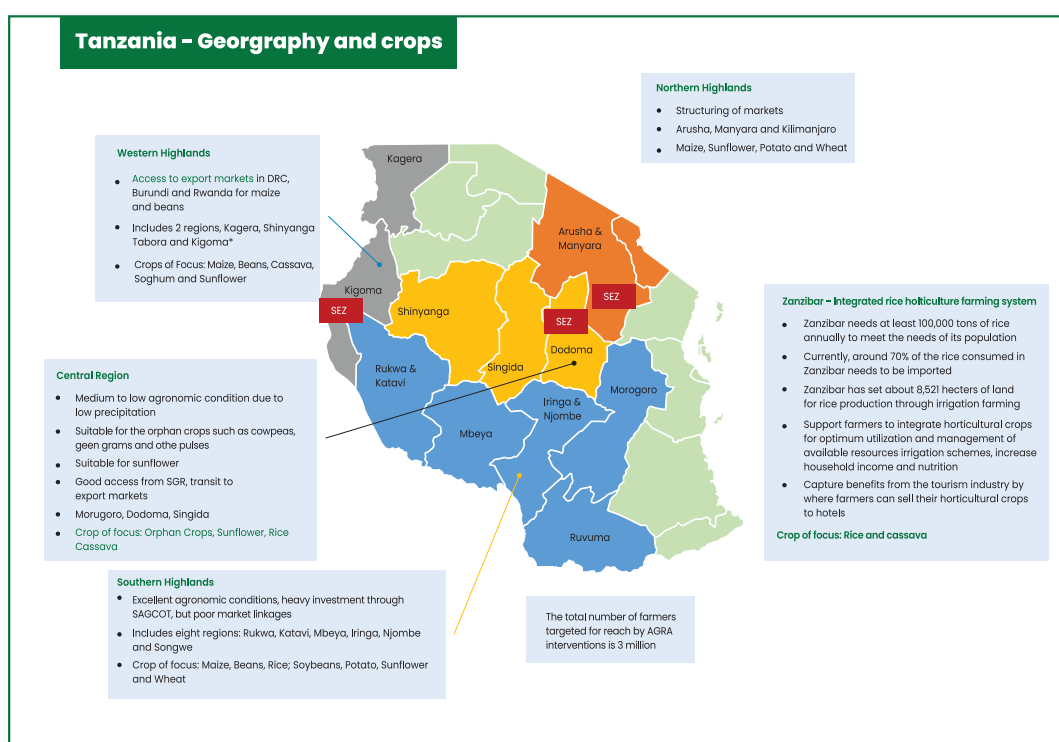 Tanzania - Georgraphy and crops
Northern Highlands
• Structuring of markets
• Arusha, Manyara and Kilimanjaro
• Maize, Sunflower, Potato and Wheat
Western Highlands
• Access to export markets in DRC,
Burundi and Rwanda for maize
and beans
• Includes 2 regions, Kagera, Shinyanga
Tabora and Kigoma*
• Crops of Focus: Maize, Beans, Cassava,
Soghum and Sunflower
Kagera
Arusha &
Manyara
Kigoma
SEZ
Shinyanga
SEZ
SEZ
Dodoma
Singida
Rukwa &
Katavi
Morogoro
Iringa &
Njombe
Mbeya
Ruvuma
Zanzibar - Integrated rice holticulture farming system
• Zanzibar needs at least 100,000 tons of rice
annually to meet the needs of its population
• Currently, around 70% of the rice consumed in
Zanzibar needs to be imported
• Zanzibar has set about 8,521 hecters of land
for rice production through irrigation farming
• Support farmers to integrate horticultural crops
for optimum utilization and management of
available resources irrigation schemes, increase
household income and nutrition
• Capture benefits from the tourism industry by
where farmers can sell their horticultural crops
to hotels
Crop of focus: Rice and cassava
Central Region
• Medium to low agronomic condition due to
low precipitation
• Suitable for the orphan crops such as cowpeas,
geen grams and othe pulses
• Suitable for sunflower
• Good access from SGR, transit to
export markets
• Morugoro, Dodoma, Singida
• Crop of focus: Orphan Crops, Sunflower, Rice
Cassava
Southern Highlands
• Excellent agronomic conditions, heavy investment through
SAGCOT, but poor market linkages
• Includes eight regions: Rukwa, Katavi, Mbeya, Iringa, Njombe
and Songwe
• Crop of focus: Maize, Beans, Rice; Soybeans, Potato, Sunflower
and Wheat
The total number of farmers
targeted for reach by AGRA
interventions is 3 million